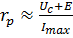 r_p ≈ (U_c + E) / I_max